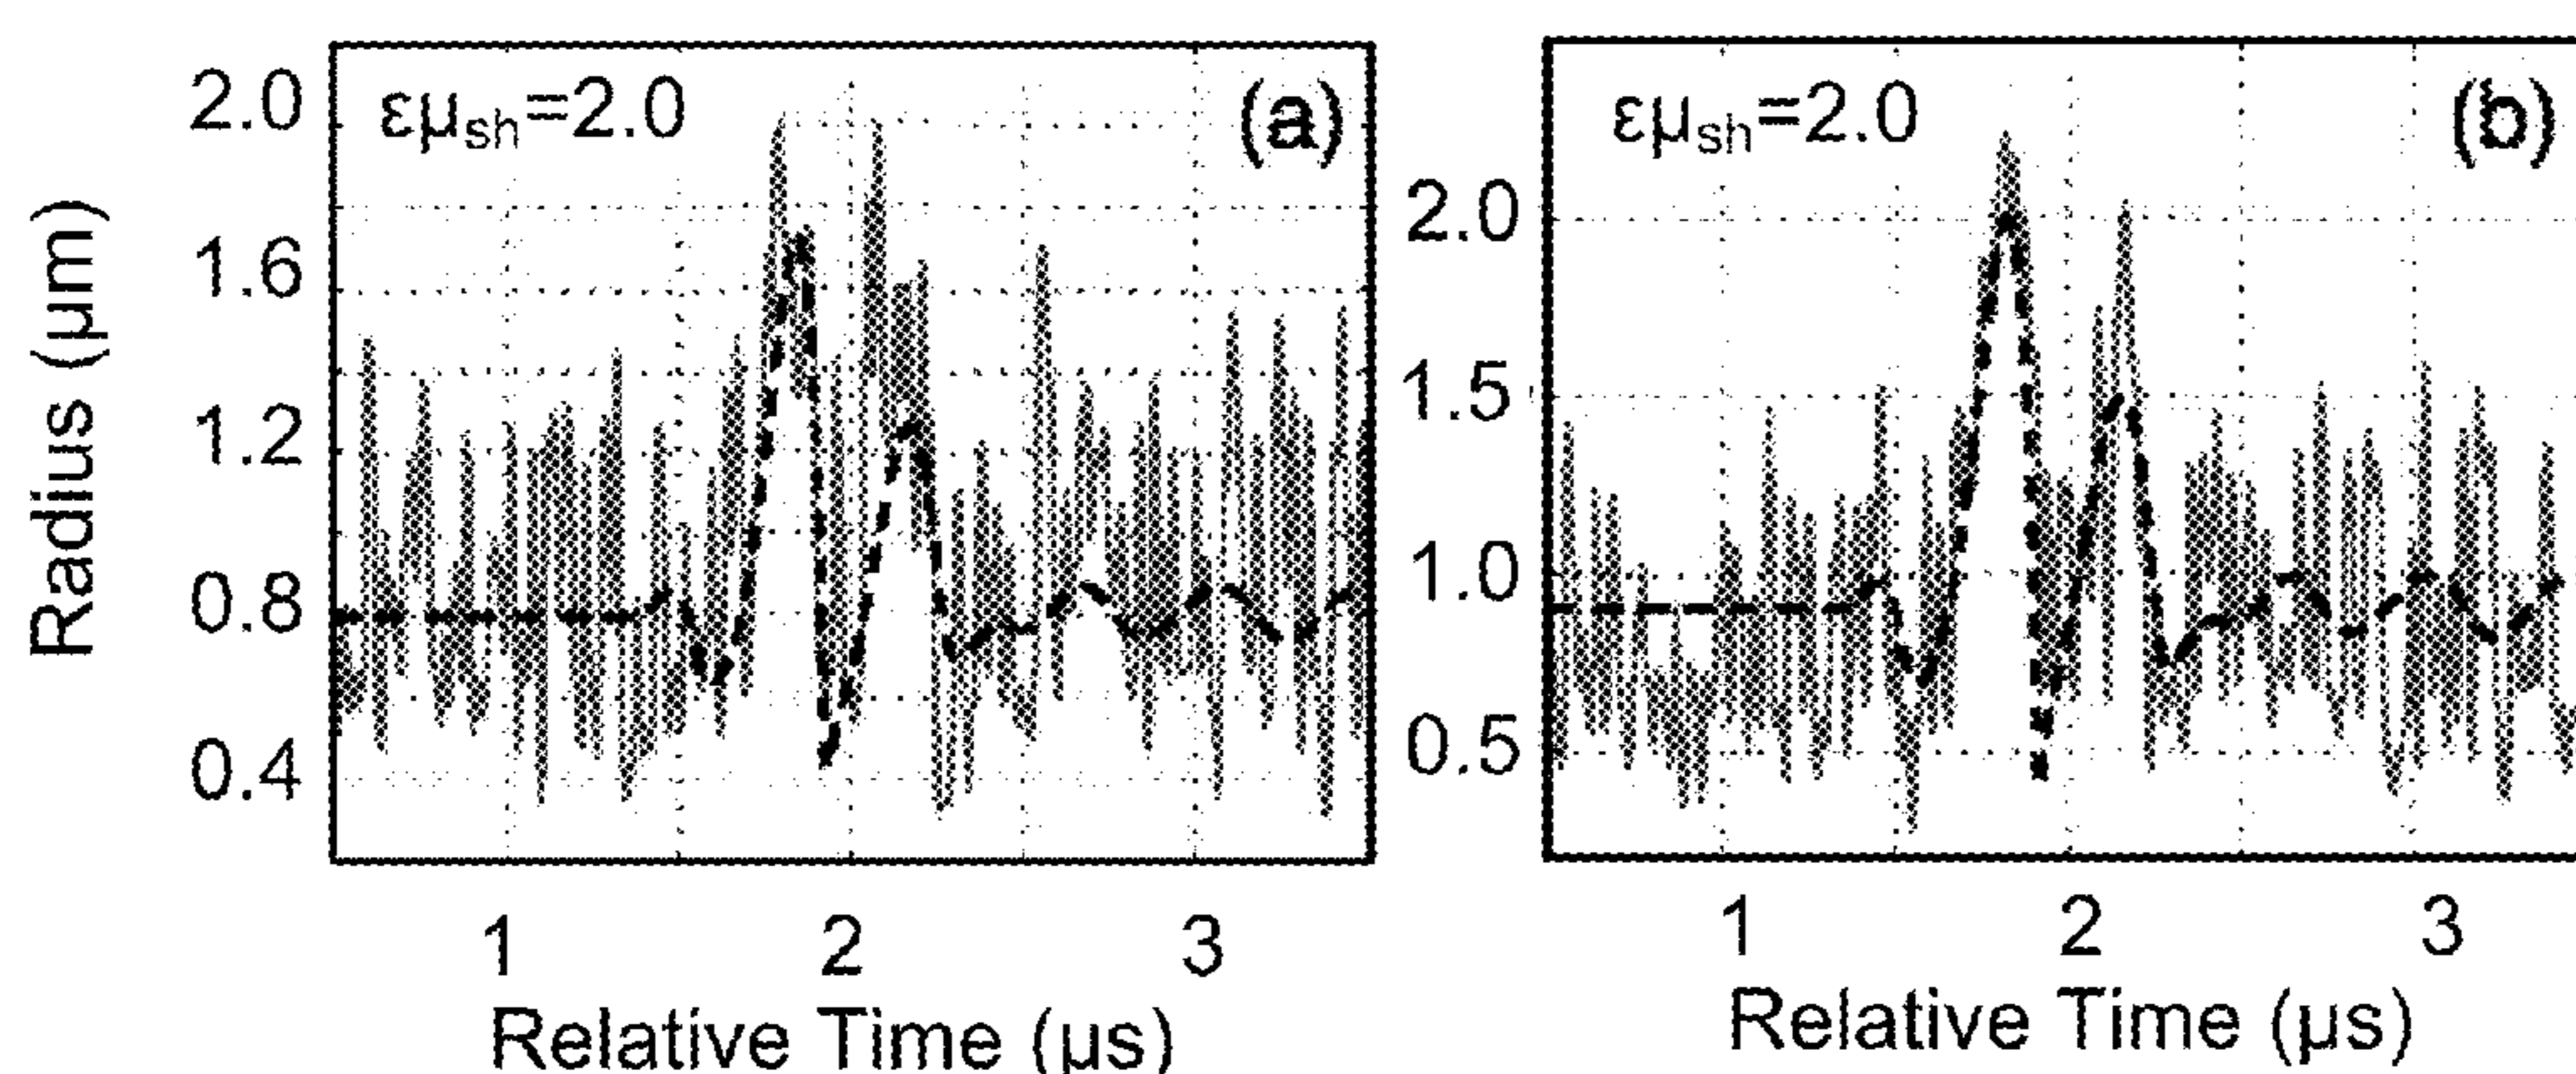 εμsh=2.0
(a)
Radius (μm)
2.0
1.6
1.2
0.8
0.4
1
2
3
Relative Time (μs)
εμsh=2.0
(b)
2.0
1.5
1.0
0.5
1
2
3
Relative Time (μs)